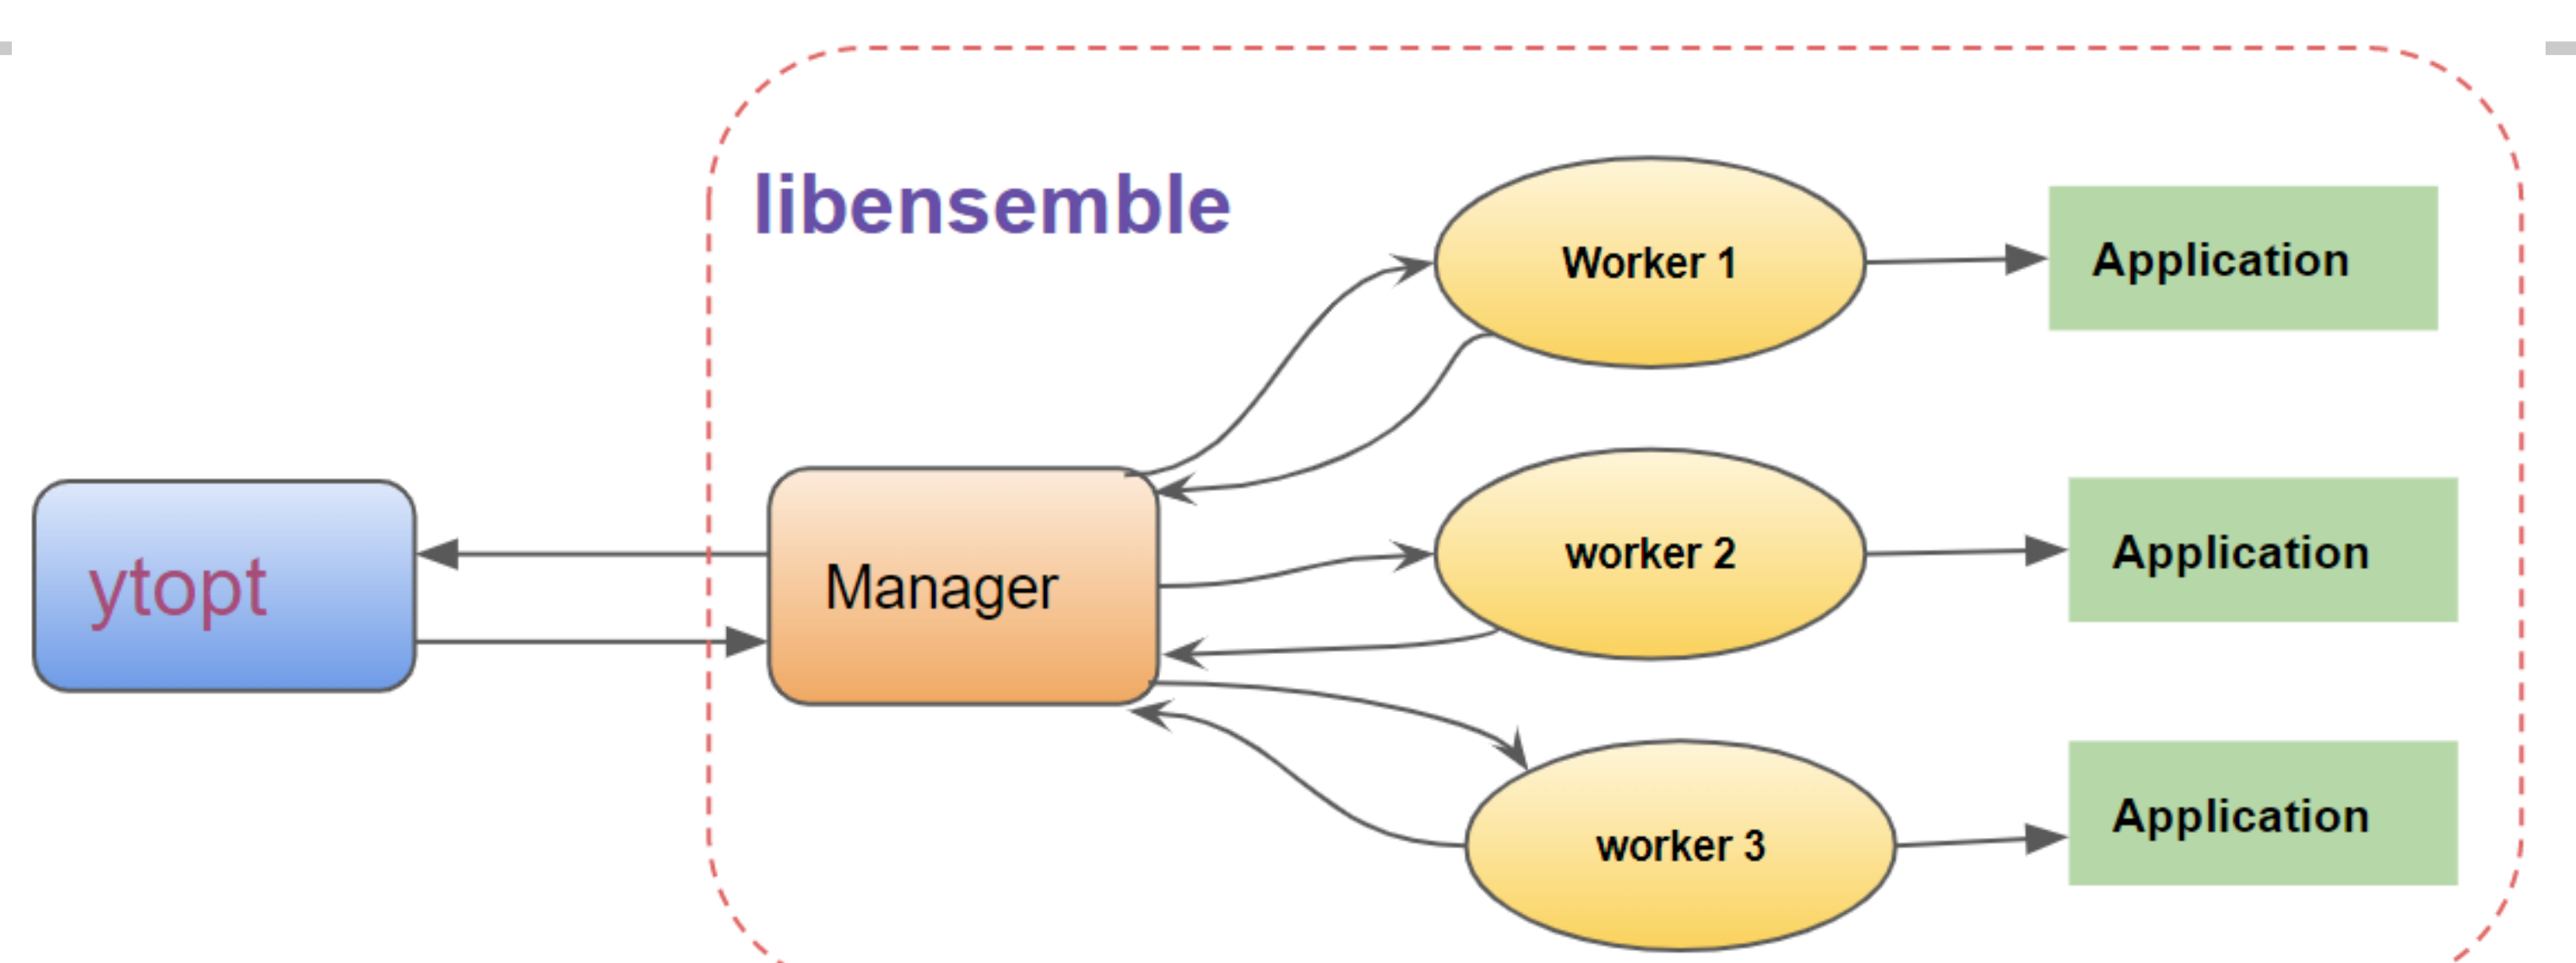 libensemble
Worker 1
Application
ytopt
Manager
worker 2
Application
worker 3
Application